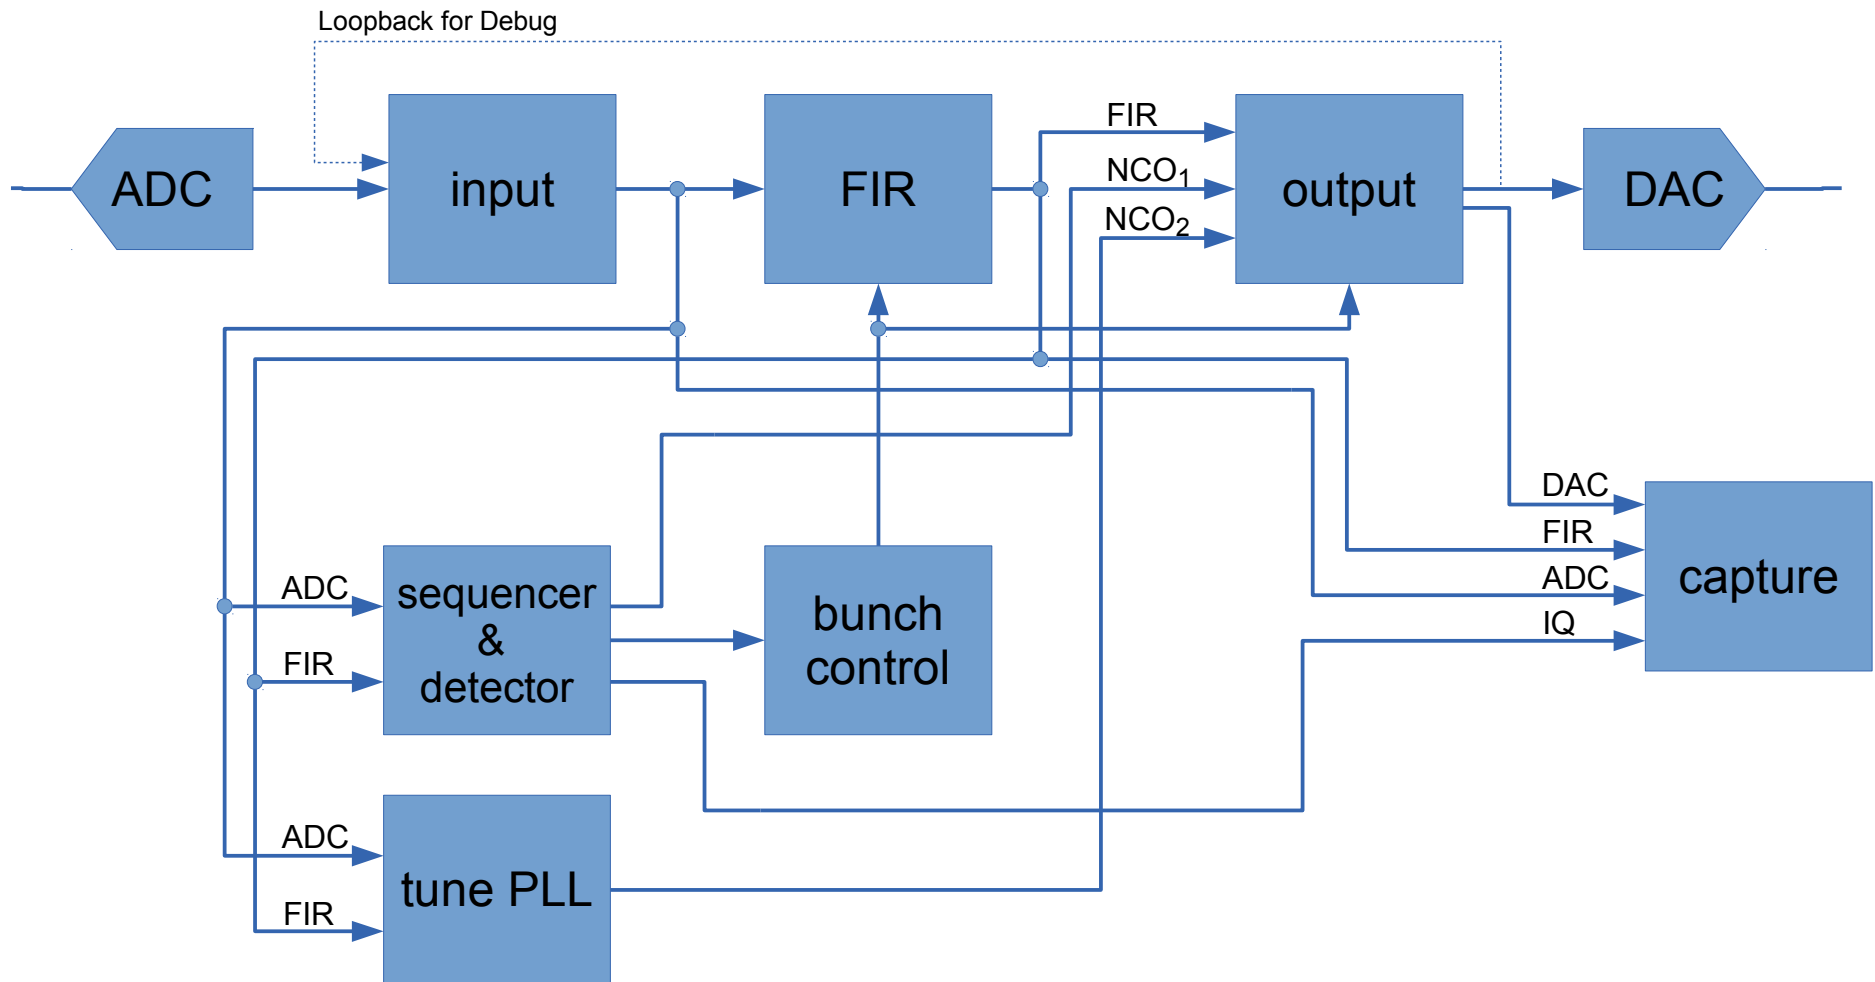 Loopback for Debug
ADC
input
FIR
FIR
NCO1
NCO2
output
DAC
DAC
FIR
ADC
IQ
capture
ADC
FIR
sequencer
&
detector
bunch
control
ADC
FIR
tune PLL